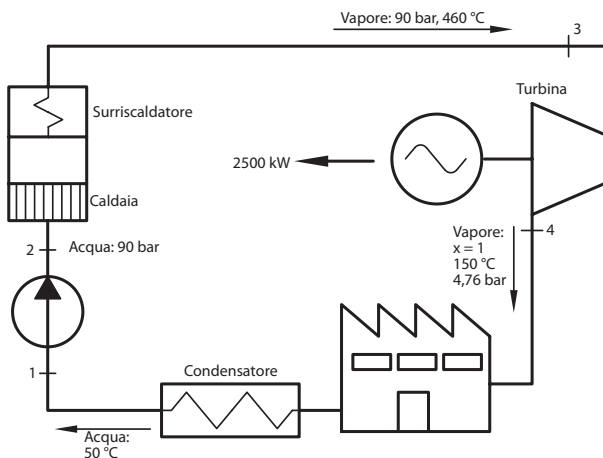 Vapore: 90 bar, 460 °C
3
Turbina
Surriscaldatore
2500 kW
Caldaia
Vapore:
x = 1
150 °C
4,76 bar
4
2
Acqua: 90 bar
1
Condensatore
Acqua:
50 °C